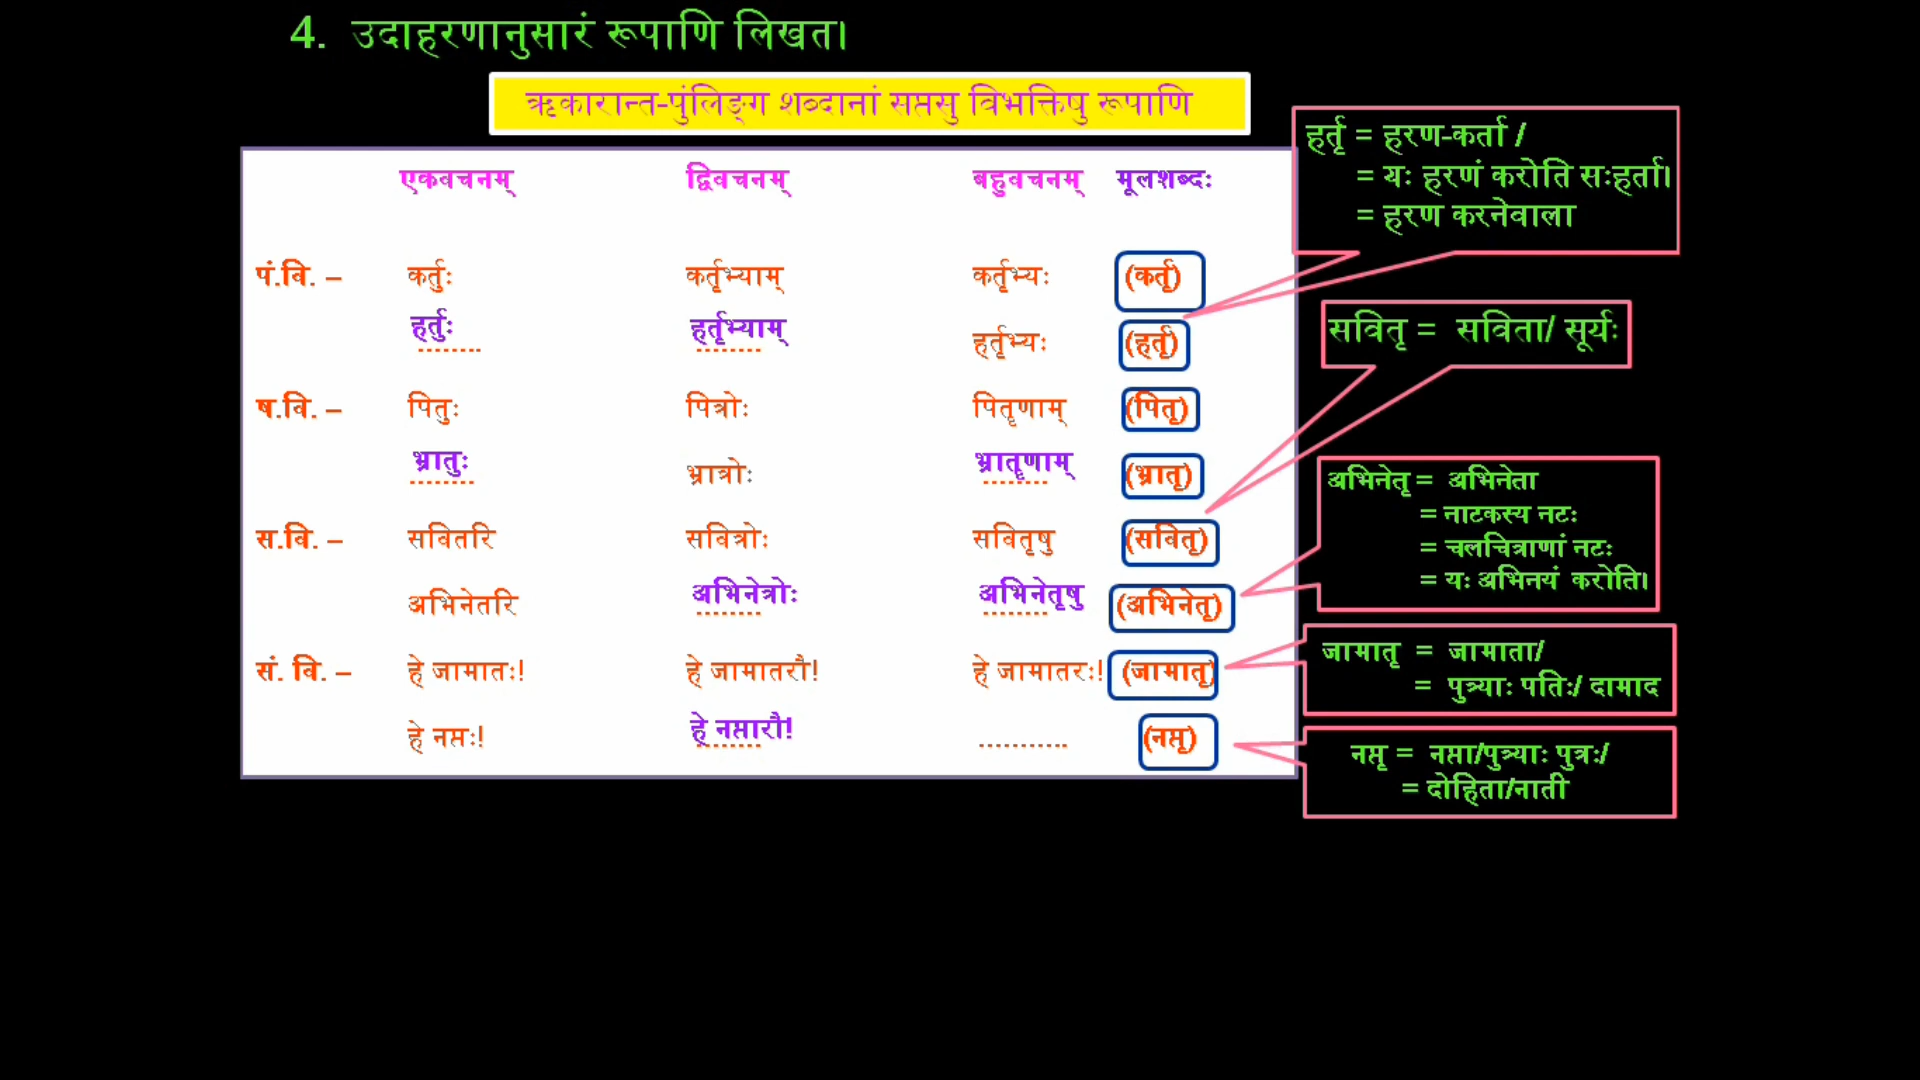 4. उदाहरणानुसारं रूपाणि लिखत।
ऋकारान्त-पुंलिङ्ग शब्दानां सप्तसु विभक्तिषु रूपाणि
एकवचनम् द्विवचनम् बहुवचनम् मूलशब्दः
पं.वि. – कर्तुः कर्तृभ्याम् कर्तृभ्यः (कर्तृ)
हर्तुः हर्तृभ्याम् हर्तृभ्यः (हर्तृ)
ष.वि. – पितुः पित्रोः पितृणाम् (पितृ)
भ्रातुः भ्रात्रोः भ्रातृणाम् (भ्रातृ)
स.वि. – सवितरि सवित्रोः सवितृषु (सवितृ)
अभिनेतरि अभिनेत्रोः अभिनेतृषु (अभिनेतृ)
सं. वि. – हे जामातः! हे जामातरौ! हे जामातरः! (जामातृ)
हे नप्तः! हे नप्तारौ! ........... (नप्तृ)
हर्तृ = हरण-कर्ता /
= यः हरणं करोति सःहर्ता।
= हरण करनेवाला
सवितृ = सविता/ सूर्यः
अभिनेतृ = अभिनेता
= नाटकस्य नटः
= चलचित्राणां नटः
= यः अभिनयं करोति।
जामातृ = जामाता/
= पुत्र्याः पतिः/ दामाद
नप्तृ = नप्ता/पुत्र्याः पुत्रः/
= दोहिता/नाती